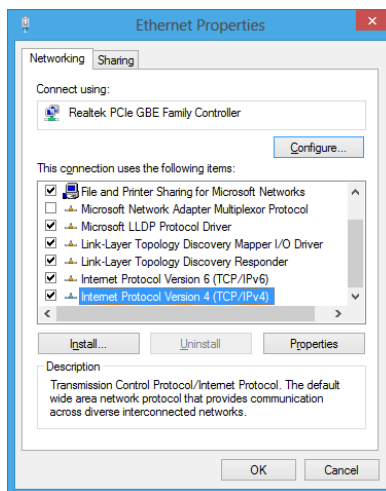 Ethernet Properties
Networking
Sharing
Connect using:
Realtek PCIe GBE Family Controller
Configure...
This connection uses the following items:
File and Printer Sharing for Microsoft Networks
Microsoft Network Adapter Multiplexor Protocol
Microsoft LLDP Protocol Driver
Link-Layer Topology Discovery Mapper I/O Driver
Link-Layer Topology Discovery Responder
Internet Protocol Version 6 (TCP/IPv6)
Internet Protocol Version 4 (TCP/IPv4)
Install...
Uninstall
Properties
Description
Transmission Control Protocol/Internet Protocol. The default
wide area network protocol that provides communication
across diverse interconnected networks.
OK
Cancel